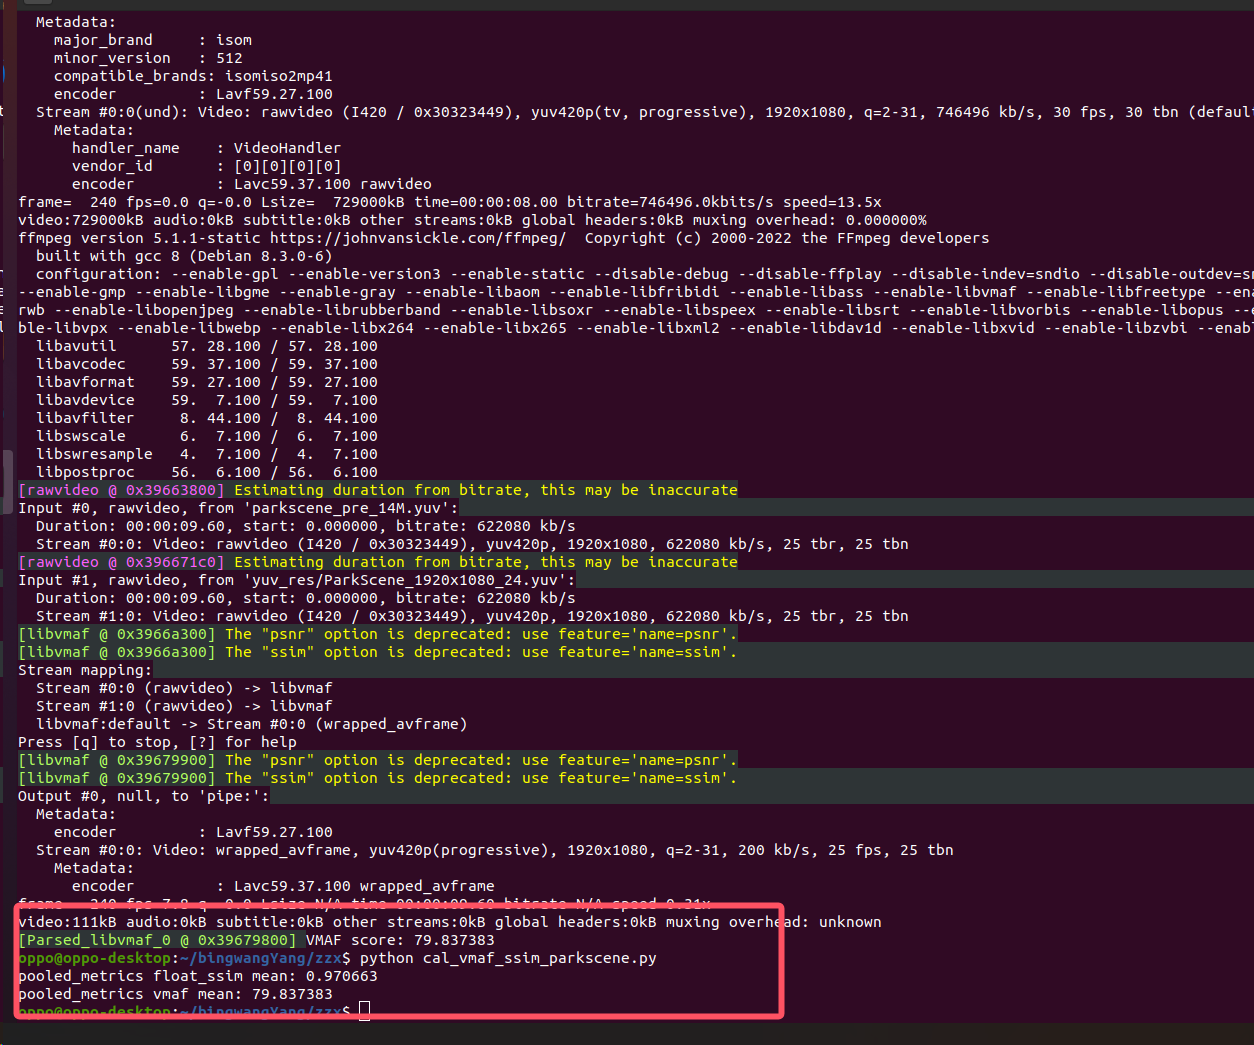 Metadata:
major_brand     : isom
minor_version   : 512
compatible_brands: isomiso2mp41
encoder         : Lavf59.27.100
Stream #0:0(und): Video: rawvideo (I420 / 0x30323449), yuv420p(tv, progressive), 1920x1080, q=2-31, 746496 kb/s, 30 fps, 30 tbn (defaul
Metadata:
handler_name    : VideoHandler
vendor_id       : [0][0][0][0]
encoder         : Lavc59.37.100 rawvideo
frame=  240 fps=0.0 q=-0.0 Lsize=  729000kB time=00:00:08.00 bitrate=746496.0kbits/s speed=13.5x
video:729000kB audio:0kB subtitle:0kB other streams:0kB global headers:0kB muxing overhead: 0.000000%
ffmpeg version 5.1.1-static https://johnvansickle.com/ffmpeg/  Copyright (c) 2000-2022 the FFmpeg developers
built with gcc 8 (Debian 8.3.0-6)
configuration: --enable-gpl --enable-version3 --enable-static --disable-debug --disable-ffplay --disable-indev=sndio --disable-outdev=sn
--enable-gmp --enable-libgme --enable-gray --enable-libaom --enable-libfribidi --enable-libass --enable-libvmaf --enable-libfreetype --ena
rwb --enable-libopenjpeg --enable-librubberband --enable-libsoxr --enable-libspeex --enable-libsrt --enable-libvorbis --enable-libopus --e
ble-libvpx --enable-libwebp --enable-libx264 --enable-libx265 --enable-libxml2 --enable-libdav1d --enable-libxvid --enable-libzvbi --enabl
libavutil      57. 28.100 / 57. 28.100
libavcodec     59. 37.100 / 59. 37.100
libavformat    59. 27.100 / 59. 27.100
libavdevice    59.  7.100 / 59.  7.100
libavfilter     8. 44.100 /  8. 44.100
libswscale      6.  7.100 /  6.  7.100
libswresample   4.  7.100 /  4.  7.100
libpostproc    56.  6.100 / 56.  6.100
[rawvideo @ 0x39663800] Estimating duration from bitrate, this may be inaccurate
Input #0, rawvideo, from 'parkscene_pre_14M.yuv':
Duration: 00:00:09.60, start: 0.000000, bitrate: 622080 kb/s
Stream #0:0: Video: rawvideo (I420 / 0x30323449), yuv420p, 1920x1080, 622080 kb/s, 25 tbr, 25 tbn
[rawvideo @ 0x396671c0] Estimating duration from bitrate, this may be inaccurate
Input #1, rawvideo, from 'yuv_res/ParkScene_1920x1080_24.yuv':
Duration: 00:00:09.60, start: 0.000000, bitrate: 622080 kb/s
Stream #1:0: Video: rawvideo (I420 / 0x30323449), yuv420p, 1920x1080, 622080 kb/s, 25 tbr, 25 tbn
[libvmaf @ 0x3966a300] The "psnr" option is deprecated: use feature='name=psnr'.
[libvmaf @ 0x3966a300] The "ssim" option is deprecated: use feature='name=ssim'.
Stream mapping:
Stream #0:0 (rawvideo) -> libvmaf
Stream #1:0 (rawvideo) -> libvmaf
libvmaf:default -> Stream #0:0 (wrapped_avframe)
Press [q] to stop, [?] for help
[libvmaf @ 0x39679900] The "psnr" option is deprecated: use feature='name=psnr'.
[libvmaf @ 0x39679900] The "ssim" option is deprecated: use feature='name=ssim'.
Output #0, null, to 'pipe:':
Metadata:
encoder         : Lavf59.27.100
Stream #0:0: Video: wrapped_avframe, yuv420p(progressive), 1920x1080, q=2-31, 200 kb/s, 25 fps, 25 tbn
Metadata:
encoder         : Lavc59.37.100 wrapped_avframe
frame=  240 fps=7.8 q=-0.0 Lsize=N/A time=00:00:09.60 bitrate=N/A speed=0.31x
video:111kB audio:0kB subtitle:0kB other streams:0kB global headers:0kB muxing overhead: unknown
[Parsed_libvmaf_0 @ 0x39679800] VMAF score: 79.837383
oppo@oppo-desktop:~/bingwangYang/zzx$ python cal_vmaf_ssim_parkscene.py
pooled_metrics float_ssim mean: 0.970663
pooled_metrics vmaf mean: 79.837383
oppo@oppo-desktop:~/bingwangYang/zzx$